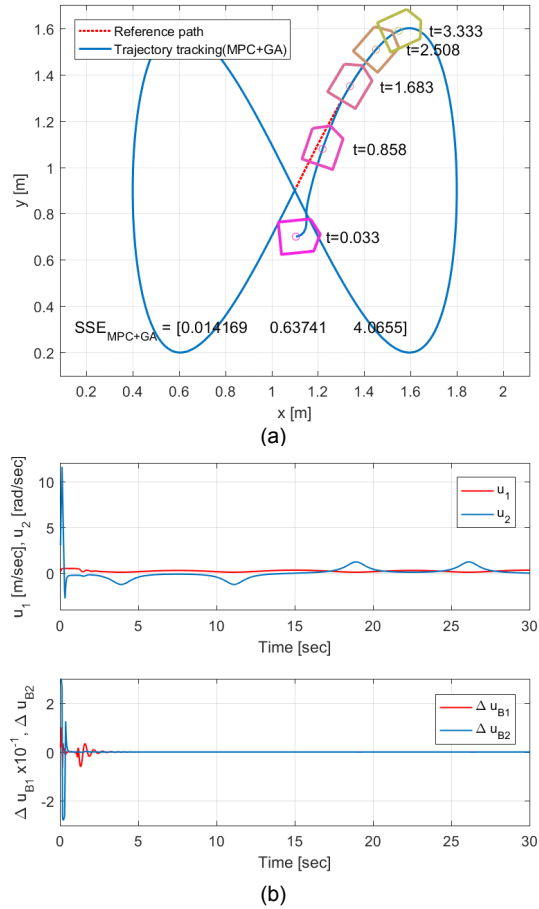 Reference path
Trajectory tracking(MPC+GA)
t=3.333
t=2.508
t=1.683
t=0.858
t=0.033
SSE_MPC+GA = [0.014169 0.63741 4.0655]
1.6
1.4
1.2
1
0.8
0.6
0.4
0.2
y [m]
0.2 0.4 0.6 0.8 1 1.2 1.4 1.6 1.8 2
x [m]
(a)
u_1
u_2
10
5
0
u_1 [m/sec], u_2 [rad/sec]
0 5 10 15 20 25 30
Time [sec]
Δ u_B1
Δ u_B2
2
0
-2
Δ u_B1 x10^-1, Δ u_B2
0 5 10 15 20 25 30
Time [sec]
(b)